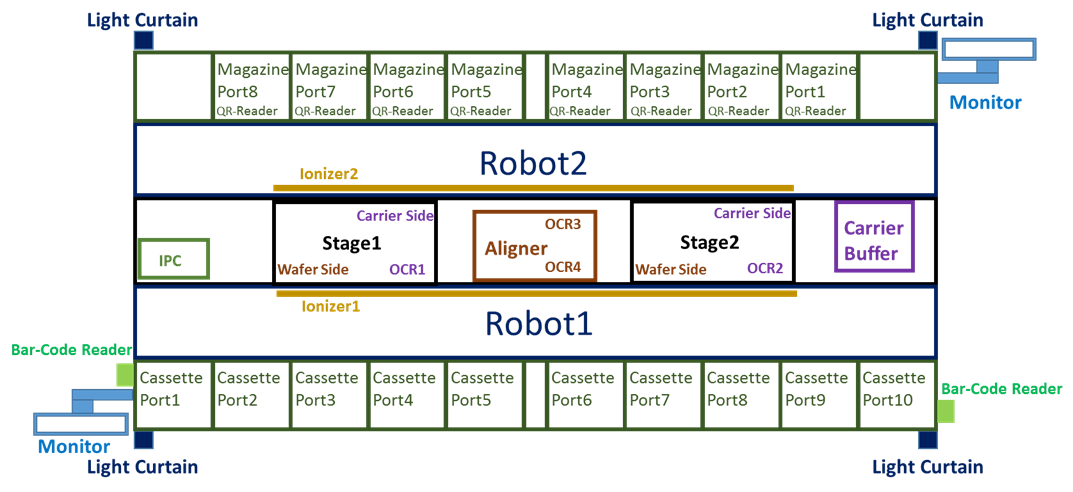 Light Curtain
Light Curtain
Magazine Port8 QR-Reader
Magazine Port7 QR-Reader
Magazine Port6 QR-Reader
Magazine Port5 QR-Reader
Magazine Port4 QR-Reader
Magazine Port3 QR-Reader
Magazine Port2 QR-Reader
Magazine Port1 QR-Reader
Monitor
Robot2
Ionizer2
IPC
Carrier Side
Stage1
Wafer Side
OCR1
OCR3
Aligner
OCR4
Carrier Side
Stage2
Wafer Side
OCR2
Carrier
Buffer
Ionizer1
Robot1
Bar-Code Reader
Cassette Port1
Cassette Port2
Cassette Port3
Cassette Port4
Cassette Port5
Cassette Port6
Cassette Port7
Cassette Port8
Cassette Port9
Cassette Port10
Bar-Code Reader
Monitor
Light Curtain
Light Curtain